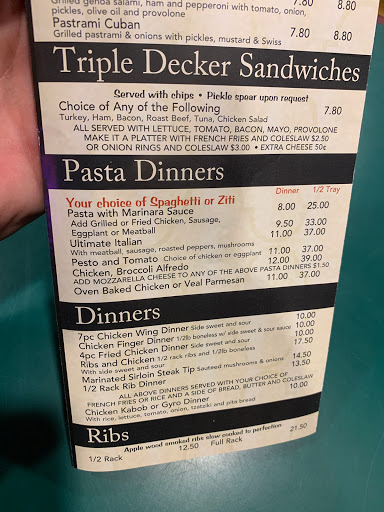 Grilled genoa salami, ham and pepperoni with tomato, onion, 7.80 8.80
pickles, olive oil and provolone
Pastrami Cuban 7.80 8.80
Grilled pastrami & onions with pickles, mustard & Swiss
Triple Decker Sandwiches
Served with chips • Pickle spear upon request
Choice of Any of the Following 7.80
Turkey, Ham, Bacon, Roast Beef, Tuna, Chicken Salad
ALL SERVED WITH LETTUCE, TOMATO, BACON, MAYO, PROVOLONE
MAKE IT A PLATTER WITH FRENCH FRIES AND COLESLAW $2.50
OR ONION RINGS AND COLESLAW $3.00 • EXTRA CHEESE 50¢
Pasta Dinners
Dinner 1/2 Tray
Your choice of Spaghetti or Ziti
Pasta with Marinara Sauce 8.00 25.00
Add Grilled or Fried Chicken, Sausage, 9.50 33.00
Eggplant or Meatball 11.00 37.00
Ultimate Italian
With meatball, sausage, roasted peppers, mushrooms
Pesto and Tomato Choice of chicken or eggplant 11.00 37.00
Chicken, Broccoli Alfredo 12.00 39.00
ADD MOZZARELLA CHEESE TO ANY OF THE ABOVE PASTA DINNERS $1.50
Oven Baked Chicken or Veal Parmesan 11.00 37.00
Dinners
7pc Chicken Wing Dinner Side sweet and sour 10.00
Chicken Finger Dinner 1/2lb boneless w/ side sweet & sour sauce 10.00
4pc Fried Chicken Dinner Side sweet and sour 10.00
Ribs and Chicken 1/2 rack ribs and 1/2lb boneless 17.50
With side sweet and sour
Marinated Sirloin Steak Tip Sauteed mushrooms & onions 14.50
1/2 Rack Rib Dinner 13.50
ALL ABOVE DINNERS SERVED WITH YOUR CHOICE OF
FRENCH FRIES OR RICE AND A SIDE OF BREAD, BUTTER AND COLESLAW
Chicken Kabob or Gyro Dinner 10.00
With rice, lettuce, tomato, onion, tzatziki and pita bread
Ribs
Apple wood smoked ribs slow cooked to perfection
1/2 Rack 12.50 Full Rack 21.50